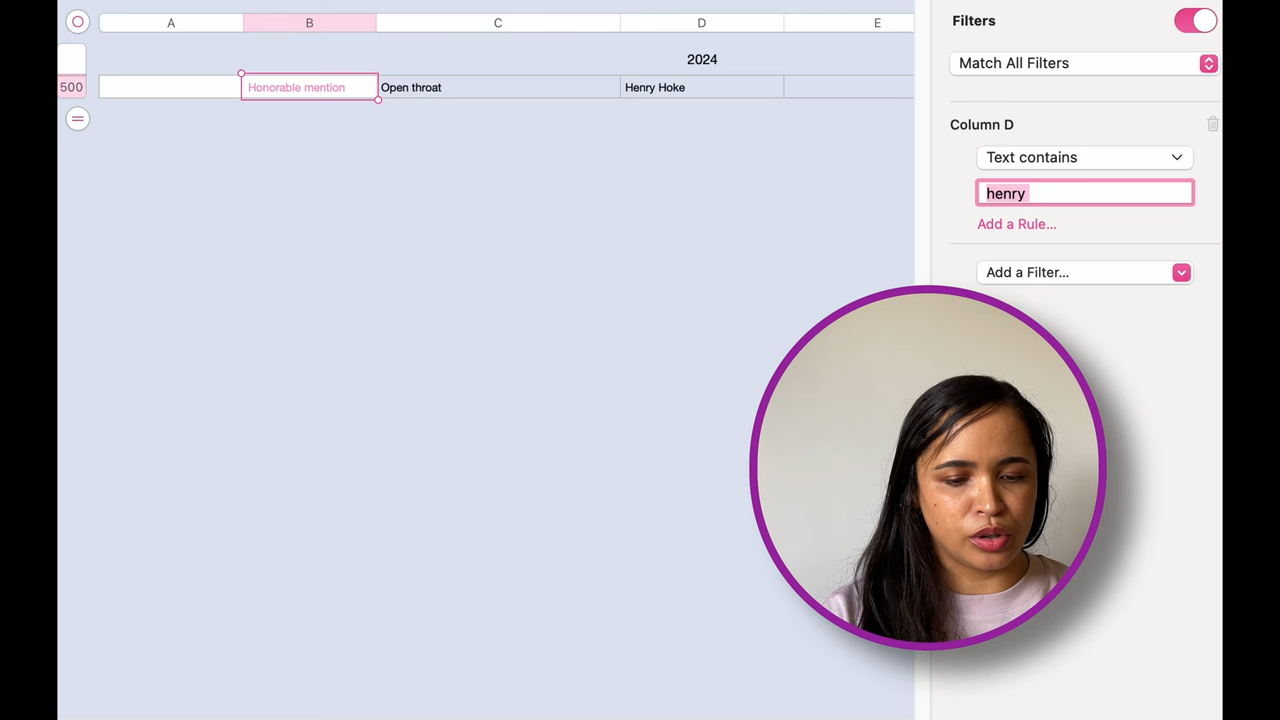 A B C D E
2024
500 Honorable mention Open throat Henry Hoke
Filters
Match All Filters
Column D
Text contains
henry
Add a Rule...
Add a Filter...